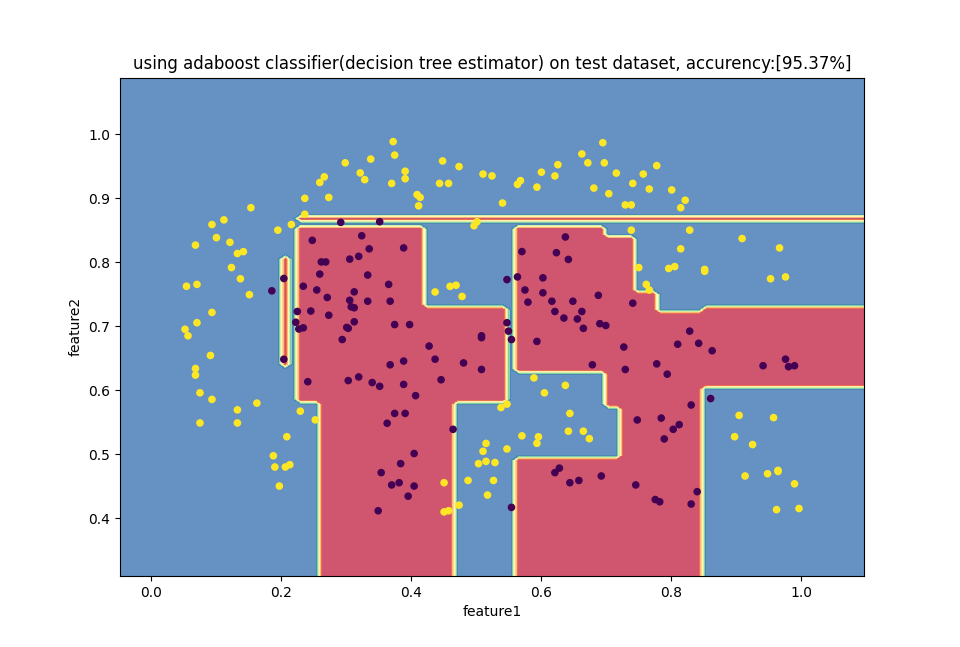 using adaboost classifier(decision tree estimator) on test dataset, accurency:[95.37%]
1.0
0.9
0.8
0.7
0.6
0.5
0.4
feature2
0.0 0.2 0.4 0.6 0.8 1.0
feature1